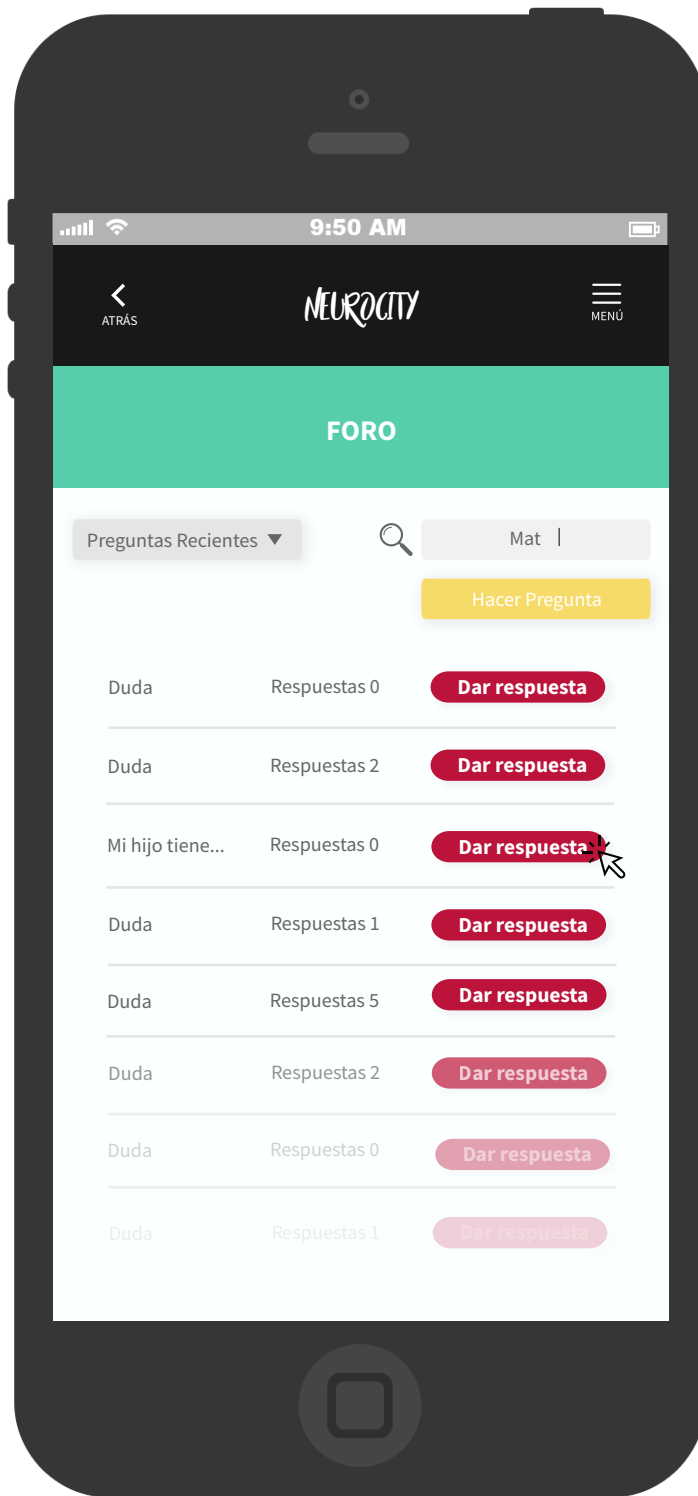 9:50 AM
ATRÁS
NEUROCITY
MENÚ
FORO
Preguntas Recientes
Mat
Hacer Pregunta
Duda Respuestas 0 Dar respuesta
Duda Respuestas 2 Dar respuesta
Mi hijo tiene... Respuestas 0 Dar respuesta
Duda Respuestas 1 Dar respuesta
Duda Respuestas 5 Dar respuesta
Duda Respuestas 2 Dar respuesta
Duda Respuestas 0 Dar respuesta
Duda Respuestas 1 Dar respuesta